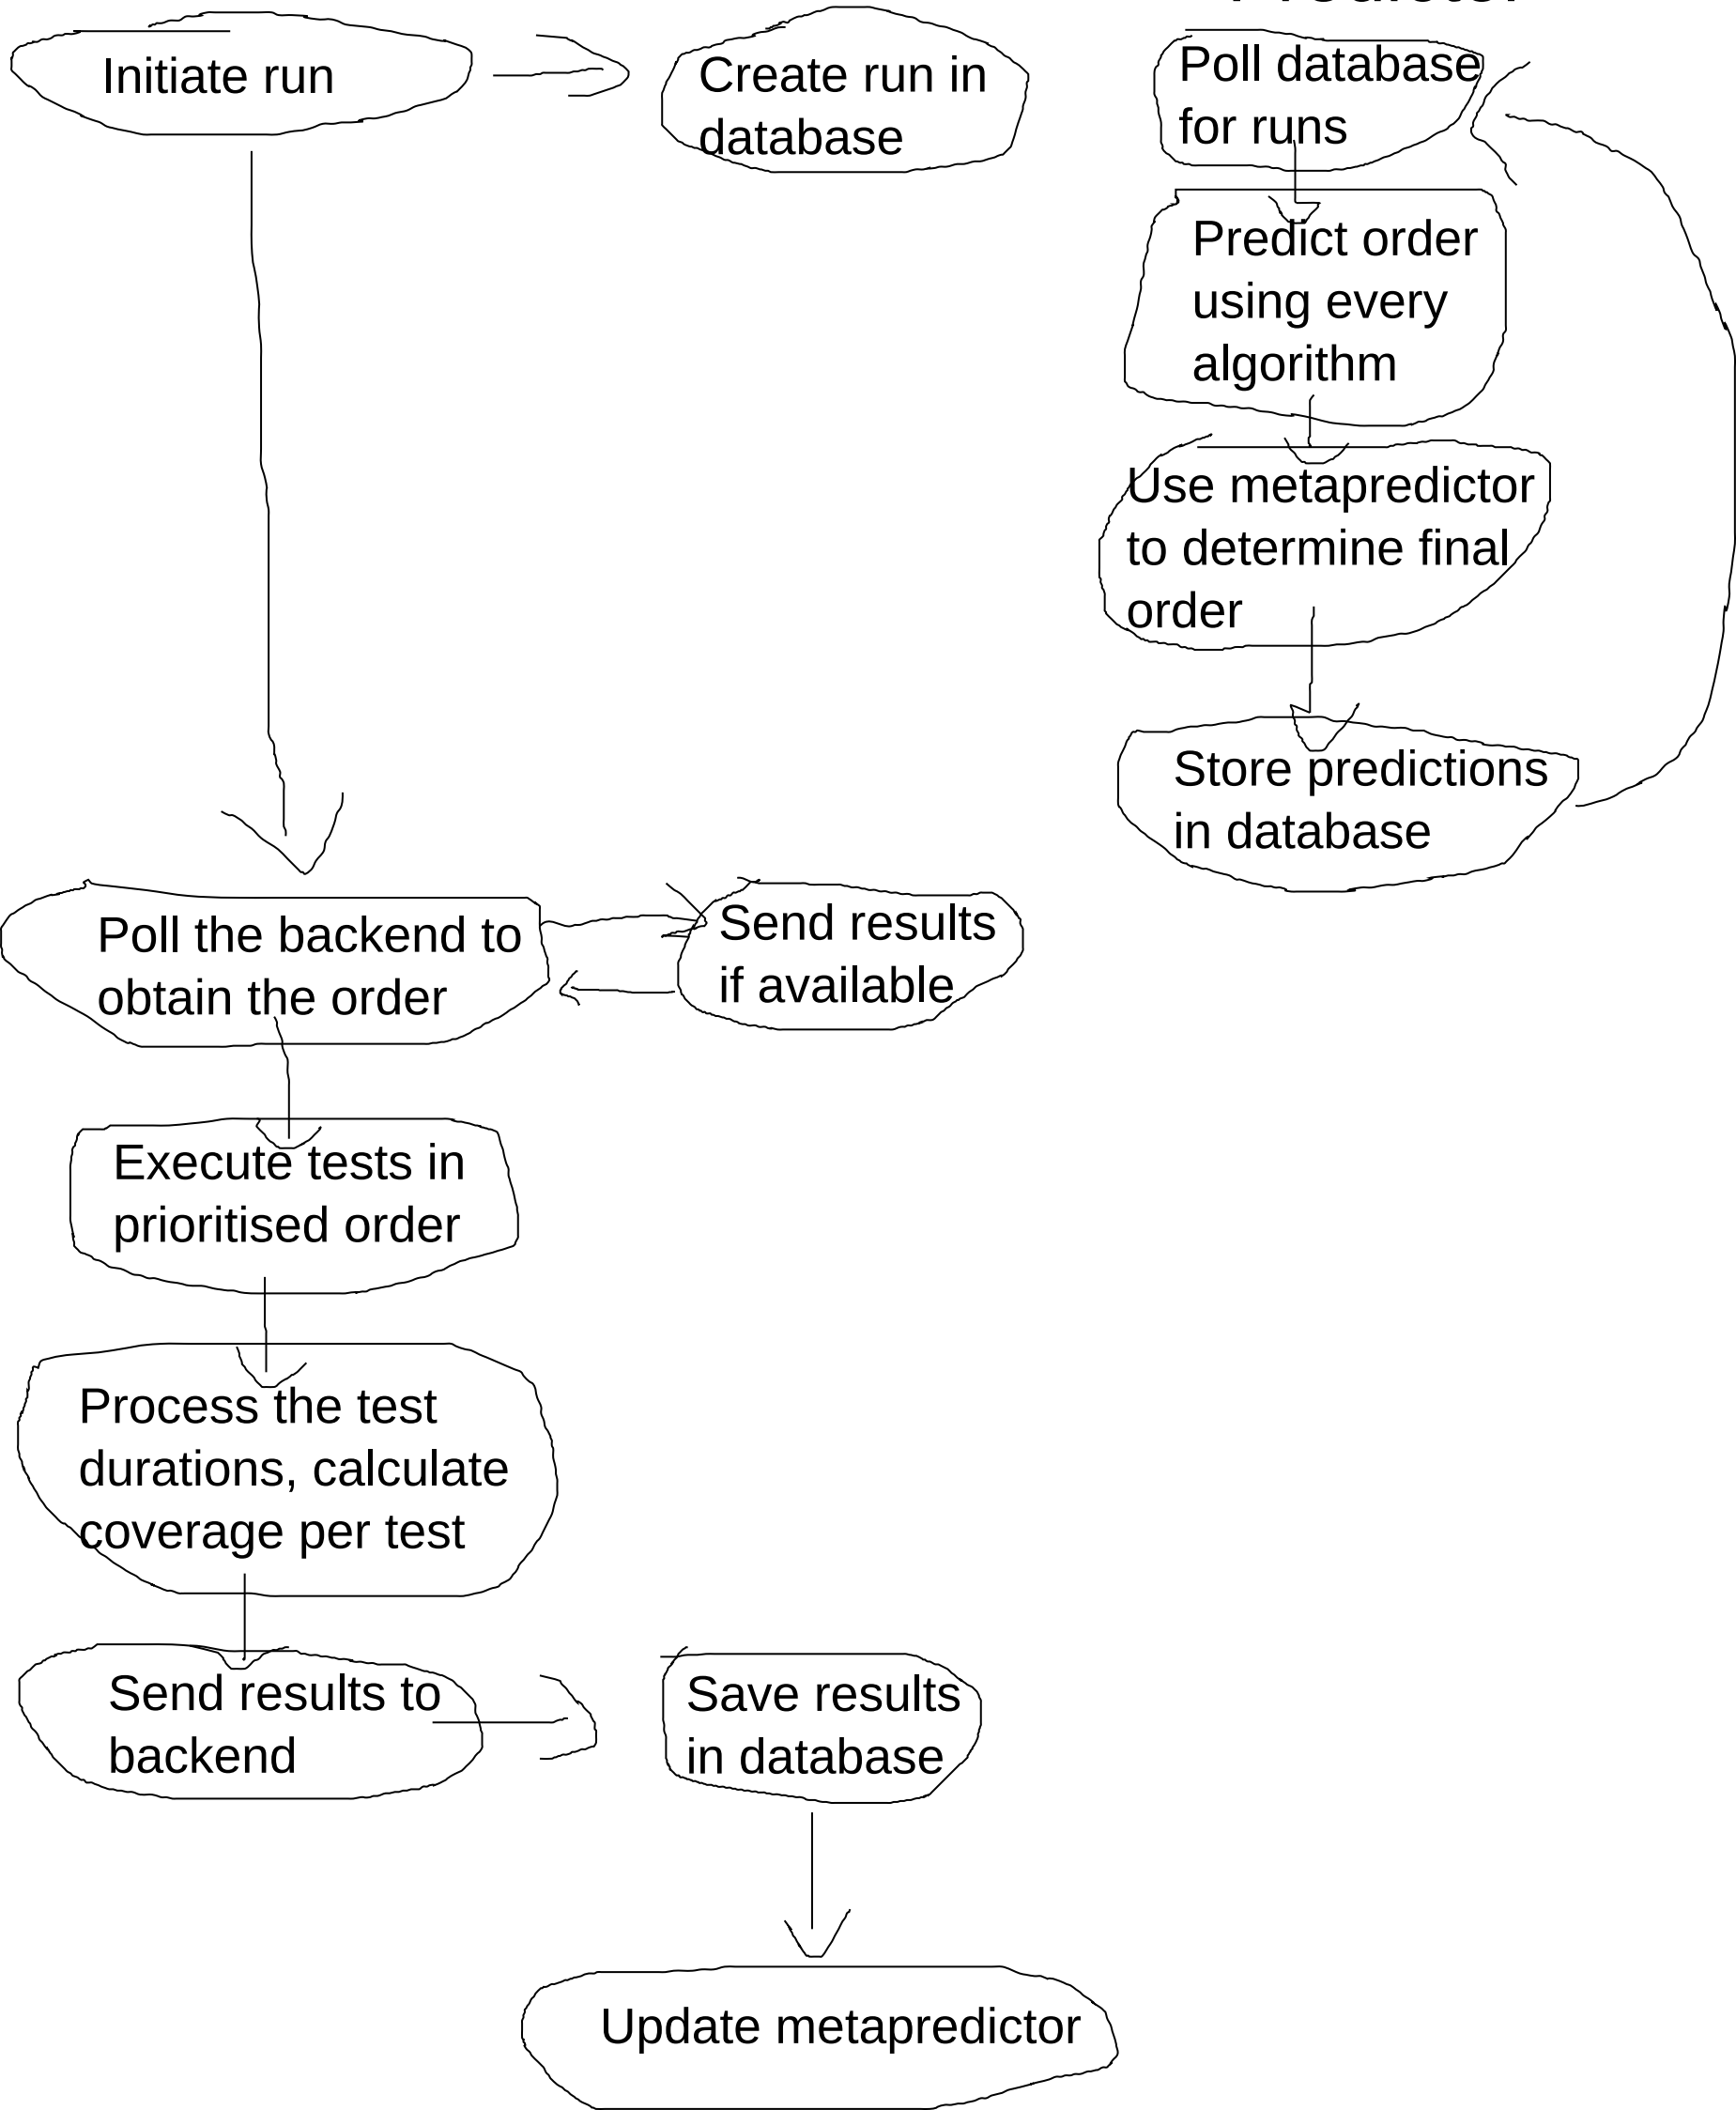 Initiate run
Create run in
database
Poll database
for runs
Predict order
using every
algorithm
Use metapredictor
to determine final
order
Store predictions
in database
Poll the backend to
obtain the order
Send results
if available
Execute tests in
prioritised order
Process the test
durations, calculate
coverage per test
Send results to
backend
Save results
in database
Update metapredictor